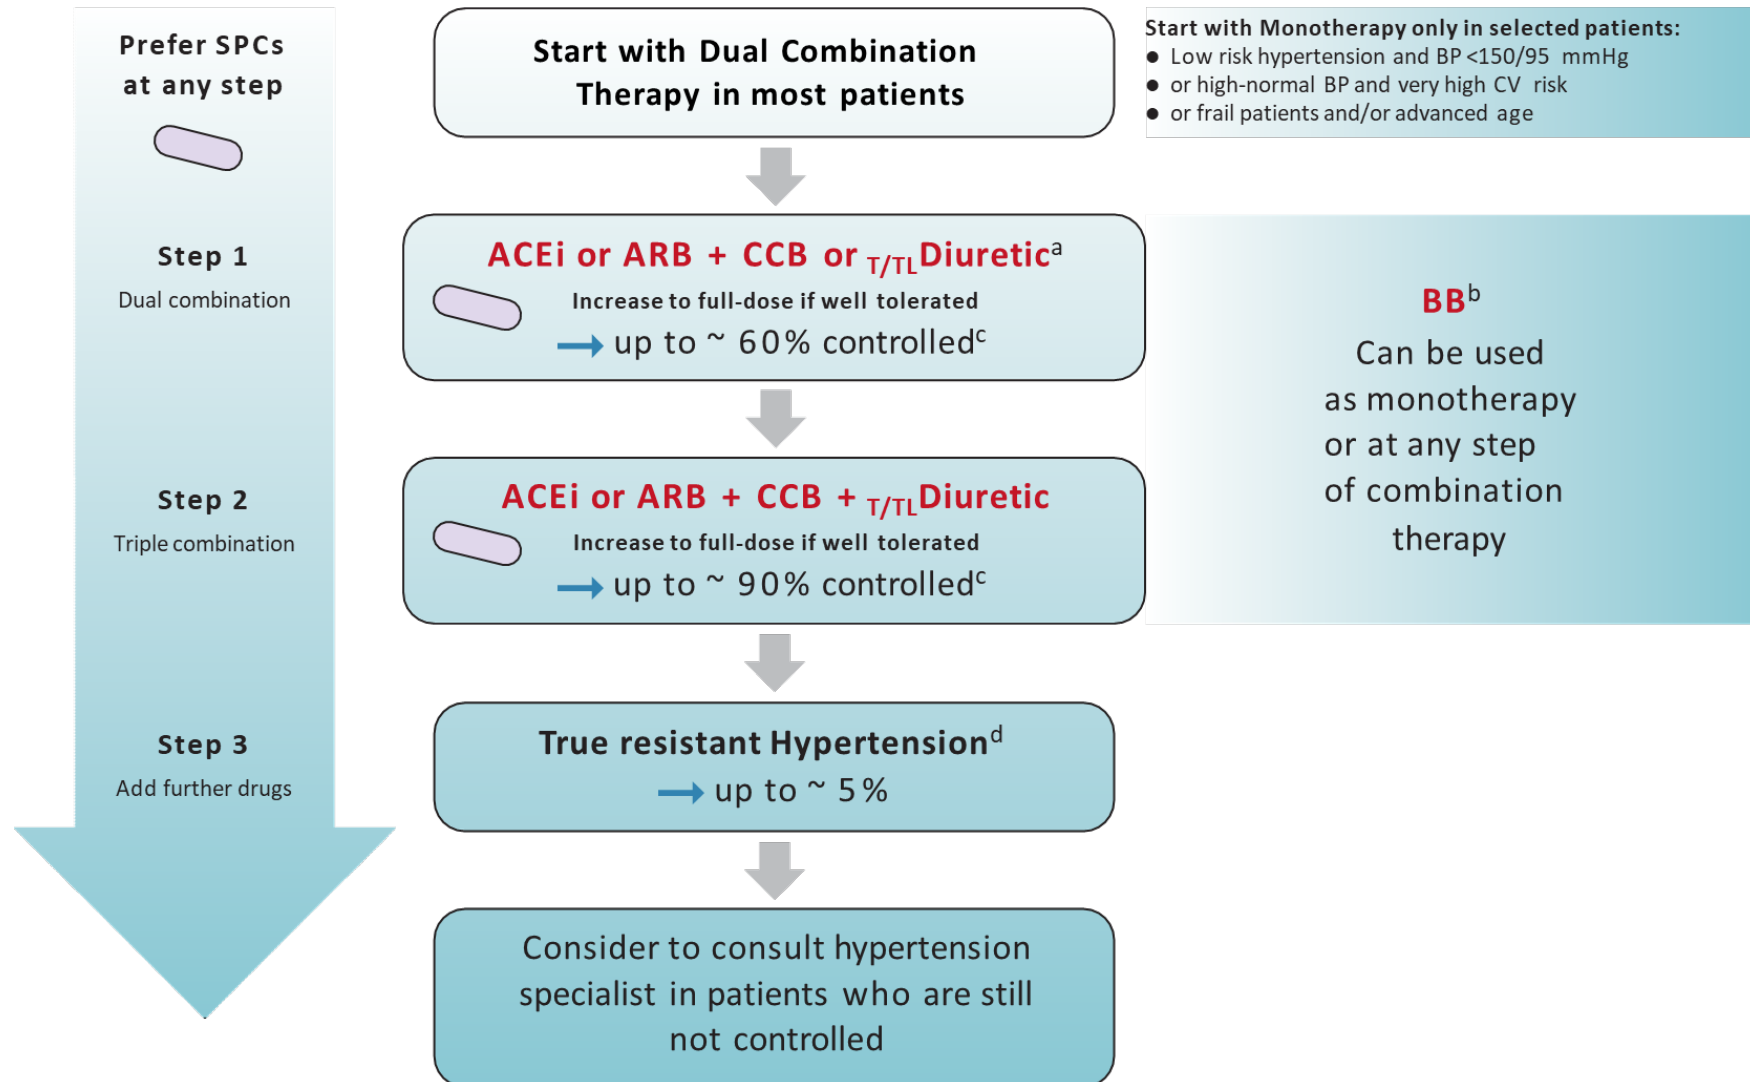 Prefer SPCs
at any step
Start with Dual Combination
Therapy in most patients
Start with Monotherapy only in selected patients:
● Low risk hypertension and BP <150/95 mmHg
● or high-normal BP and very high CV risk
● or frail patients and/or advanced age
Step 1
Dual combination
ACEi or ARB + CCB or T/TLDiuretic^a
Increase to full-dose if well tolerated
→ up to ~ 60% controlled^c
BB^b
Can be used
as monotherapy
or at any step
of combination
therapy
Step 2
Triple combination
ACEi or ARB + CCB + T/TLDiuretic
Increase to full-dose if well tolerated
→ up to ~ 90% controlled^c
Step 3
Add further drugs
True resistant Hypertension^d
→ up to ~ 5%
Consider to consult hypertension
specialist in patients who are still
not controlled